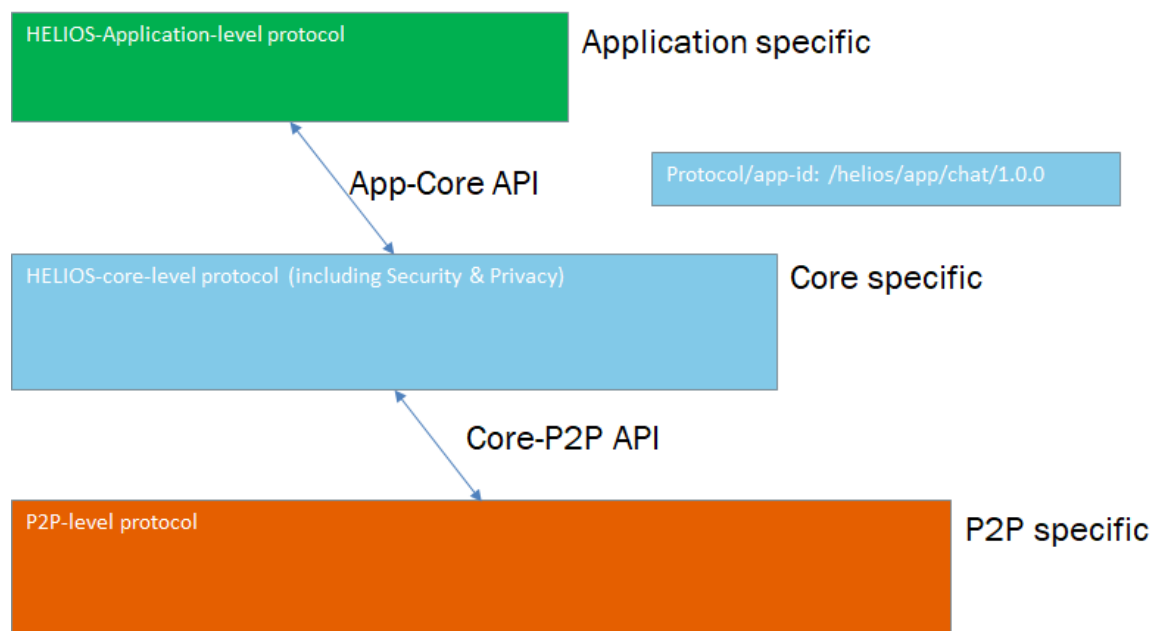 HELIOS-Application-level protocol
Application specific
App-Core API
Protocol/app-id: /helios/app/chat/1.0.0
HELIOS-core-level protocol (including Security & Privacy)
Core specific
Core-P2P API
P2P-level protocol
P2P specific